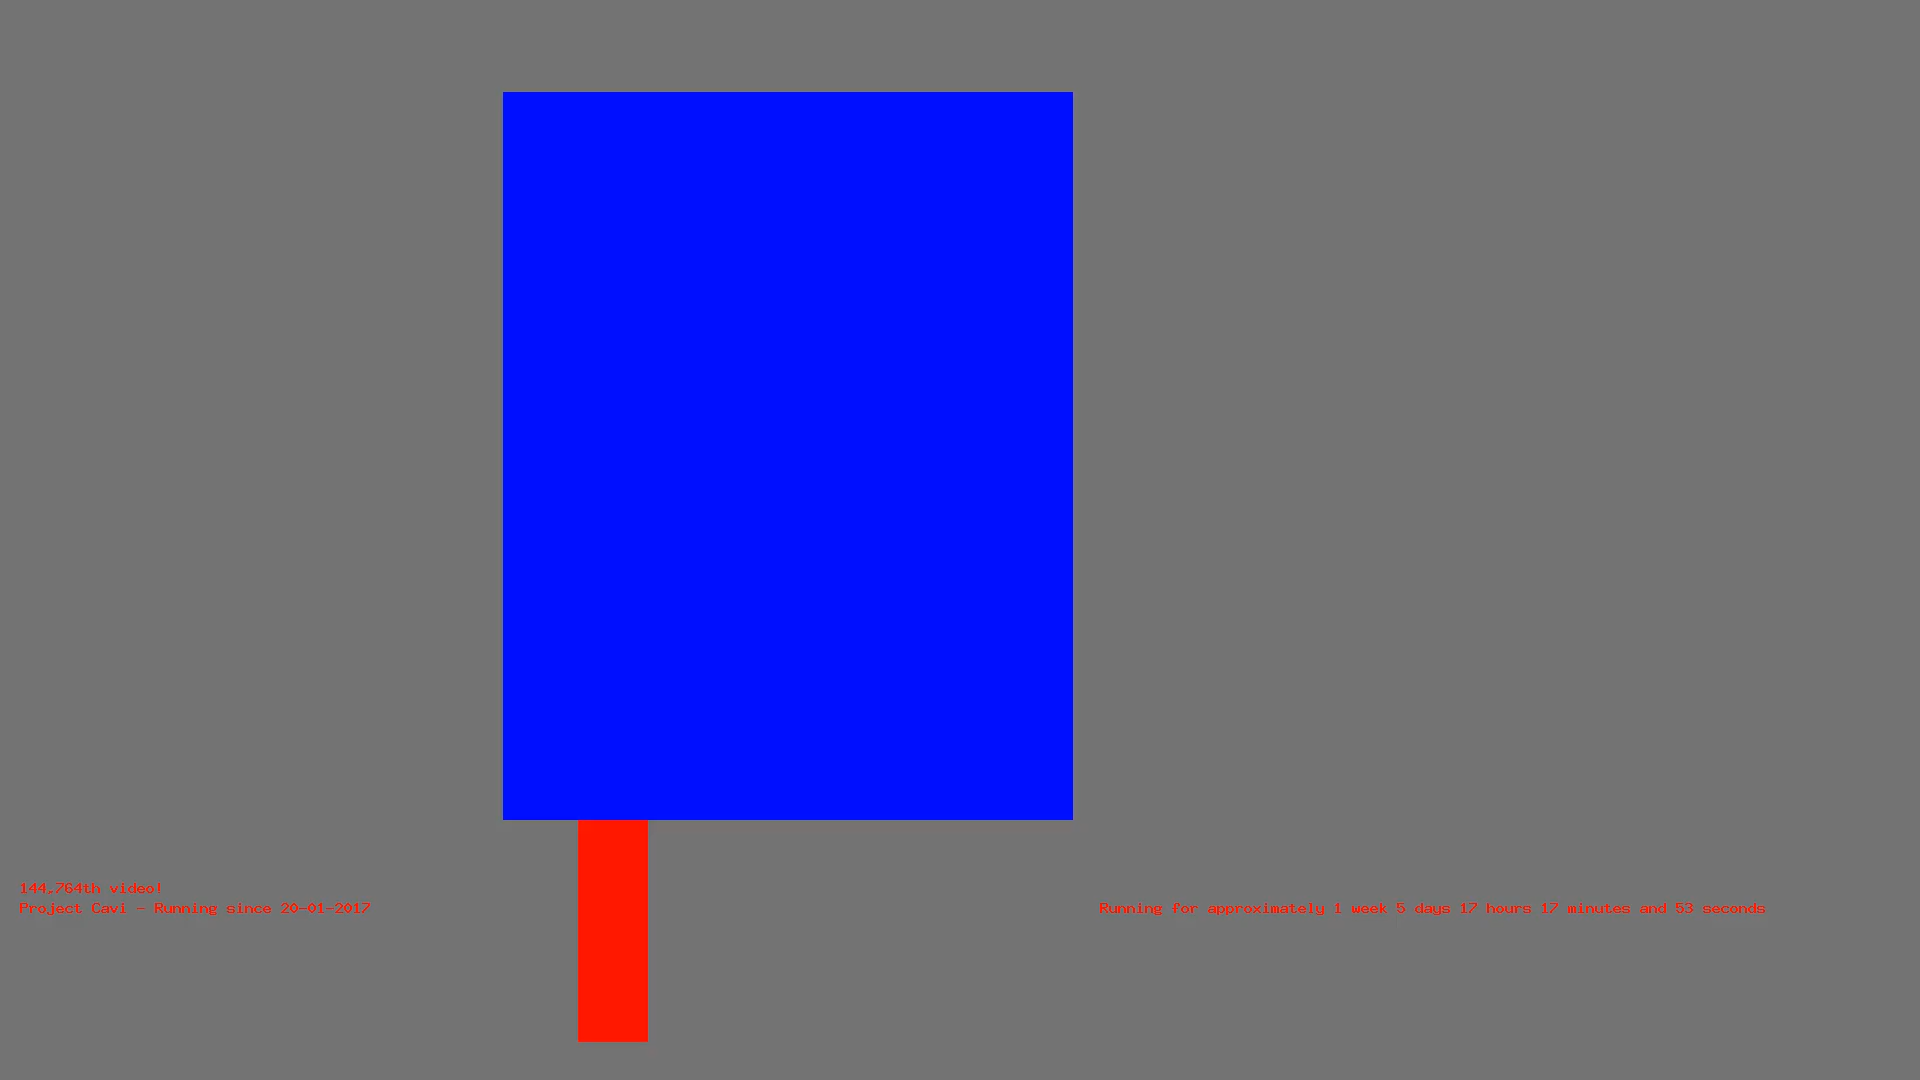 144.764th video!
Project Cavi - Running since 20-01-2017
Running for approximately 1 week 5 days 17 hours 17 minutes and 53 seconds